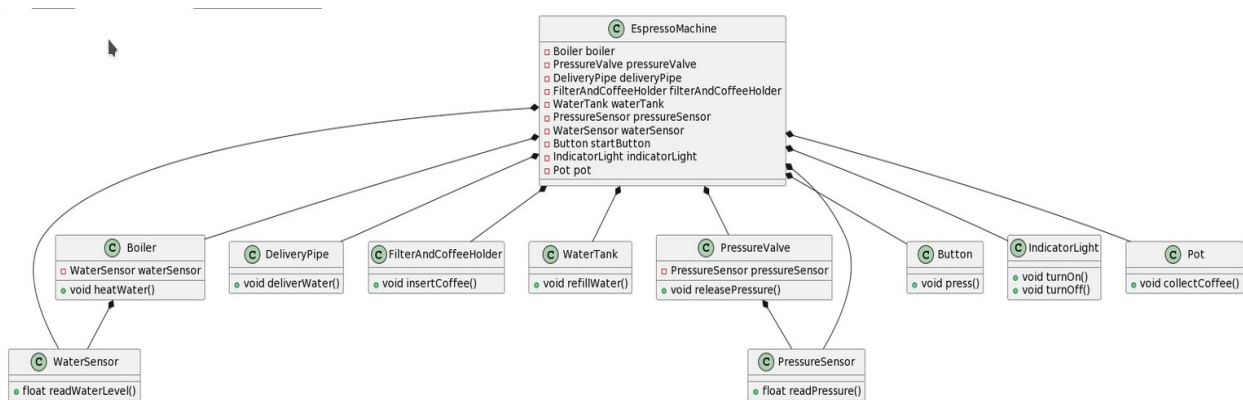 C EspressoMachine
Boiler boiler
PressureValve pressureValve
DeliveryPipe deliveryPipe
FilterAndCoffeeHolder filterAndCoffeeHolder
WaterTank waterTank
PressureSensor pressureSensor
WaterSensor waterSensor
Button startButton
IndicatorLight indicatorLight
Pot pot
C Boiler
WaterSensor waterSensor
void heatWater()
C DeliveryPipe
void deliverWater()
C FilterAndCoffeeHolder
void insertCoffee()
C WaterTank
void refillWater()
C PressureValve
PressureSensor pressureSensor
void releasePressure()
C Button
void press()
C IndicatorLight
void turnOn()
void turnOff()
C Pot
void collectCoffee()
C WaterSensor
float readWaterLevel()
C PressureSensor
float readPressure()